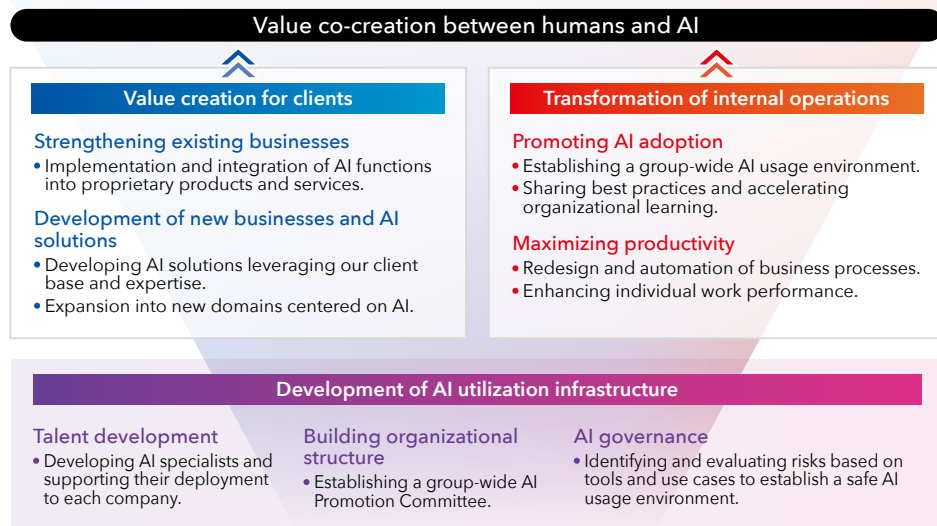 Value co-creation between humans and AI
Value creation for clients
Strengthening existing businesses
• Implementation and integration of AI functions
into proprietary products and services.
Development of new businesses and AI
solutions
• Developing AI solutions leveraging our client
base and expertise.
• Expansion into new domains centered on AI.
Transformation of internal operations
Promoting AI adoption
• Establishing a group-wide AI usage environment.
• Sharing best practices and accelerating
organizational learning.
Maximizing productivity
• Redesign and automation of business processes.
• Enhancing individual work performance.
Development of AI utilization infrastructure
Talent development
• Developing AI specialists and
supporting their deployment
to each company.
Building organizational
structure
• Establishing a group-wide AI
Promotion Committee.
AI governance
• Identifying and evaluating risks based on
tools and use cases to establish a safe AI
usage environment.